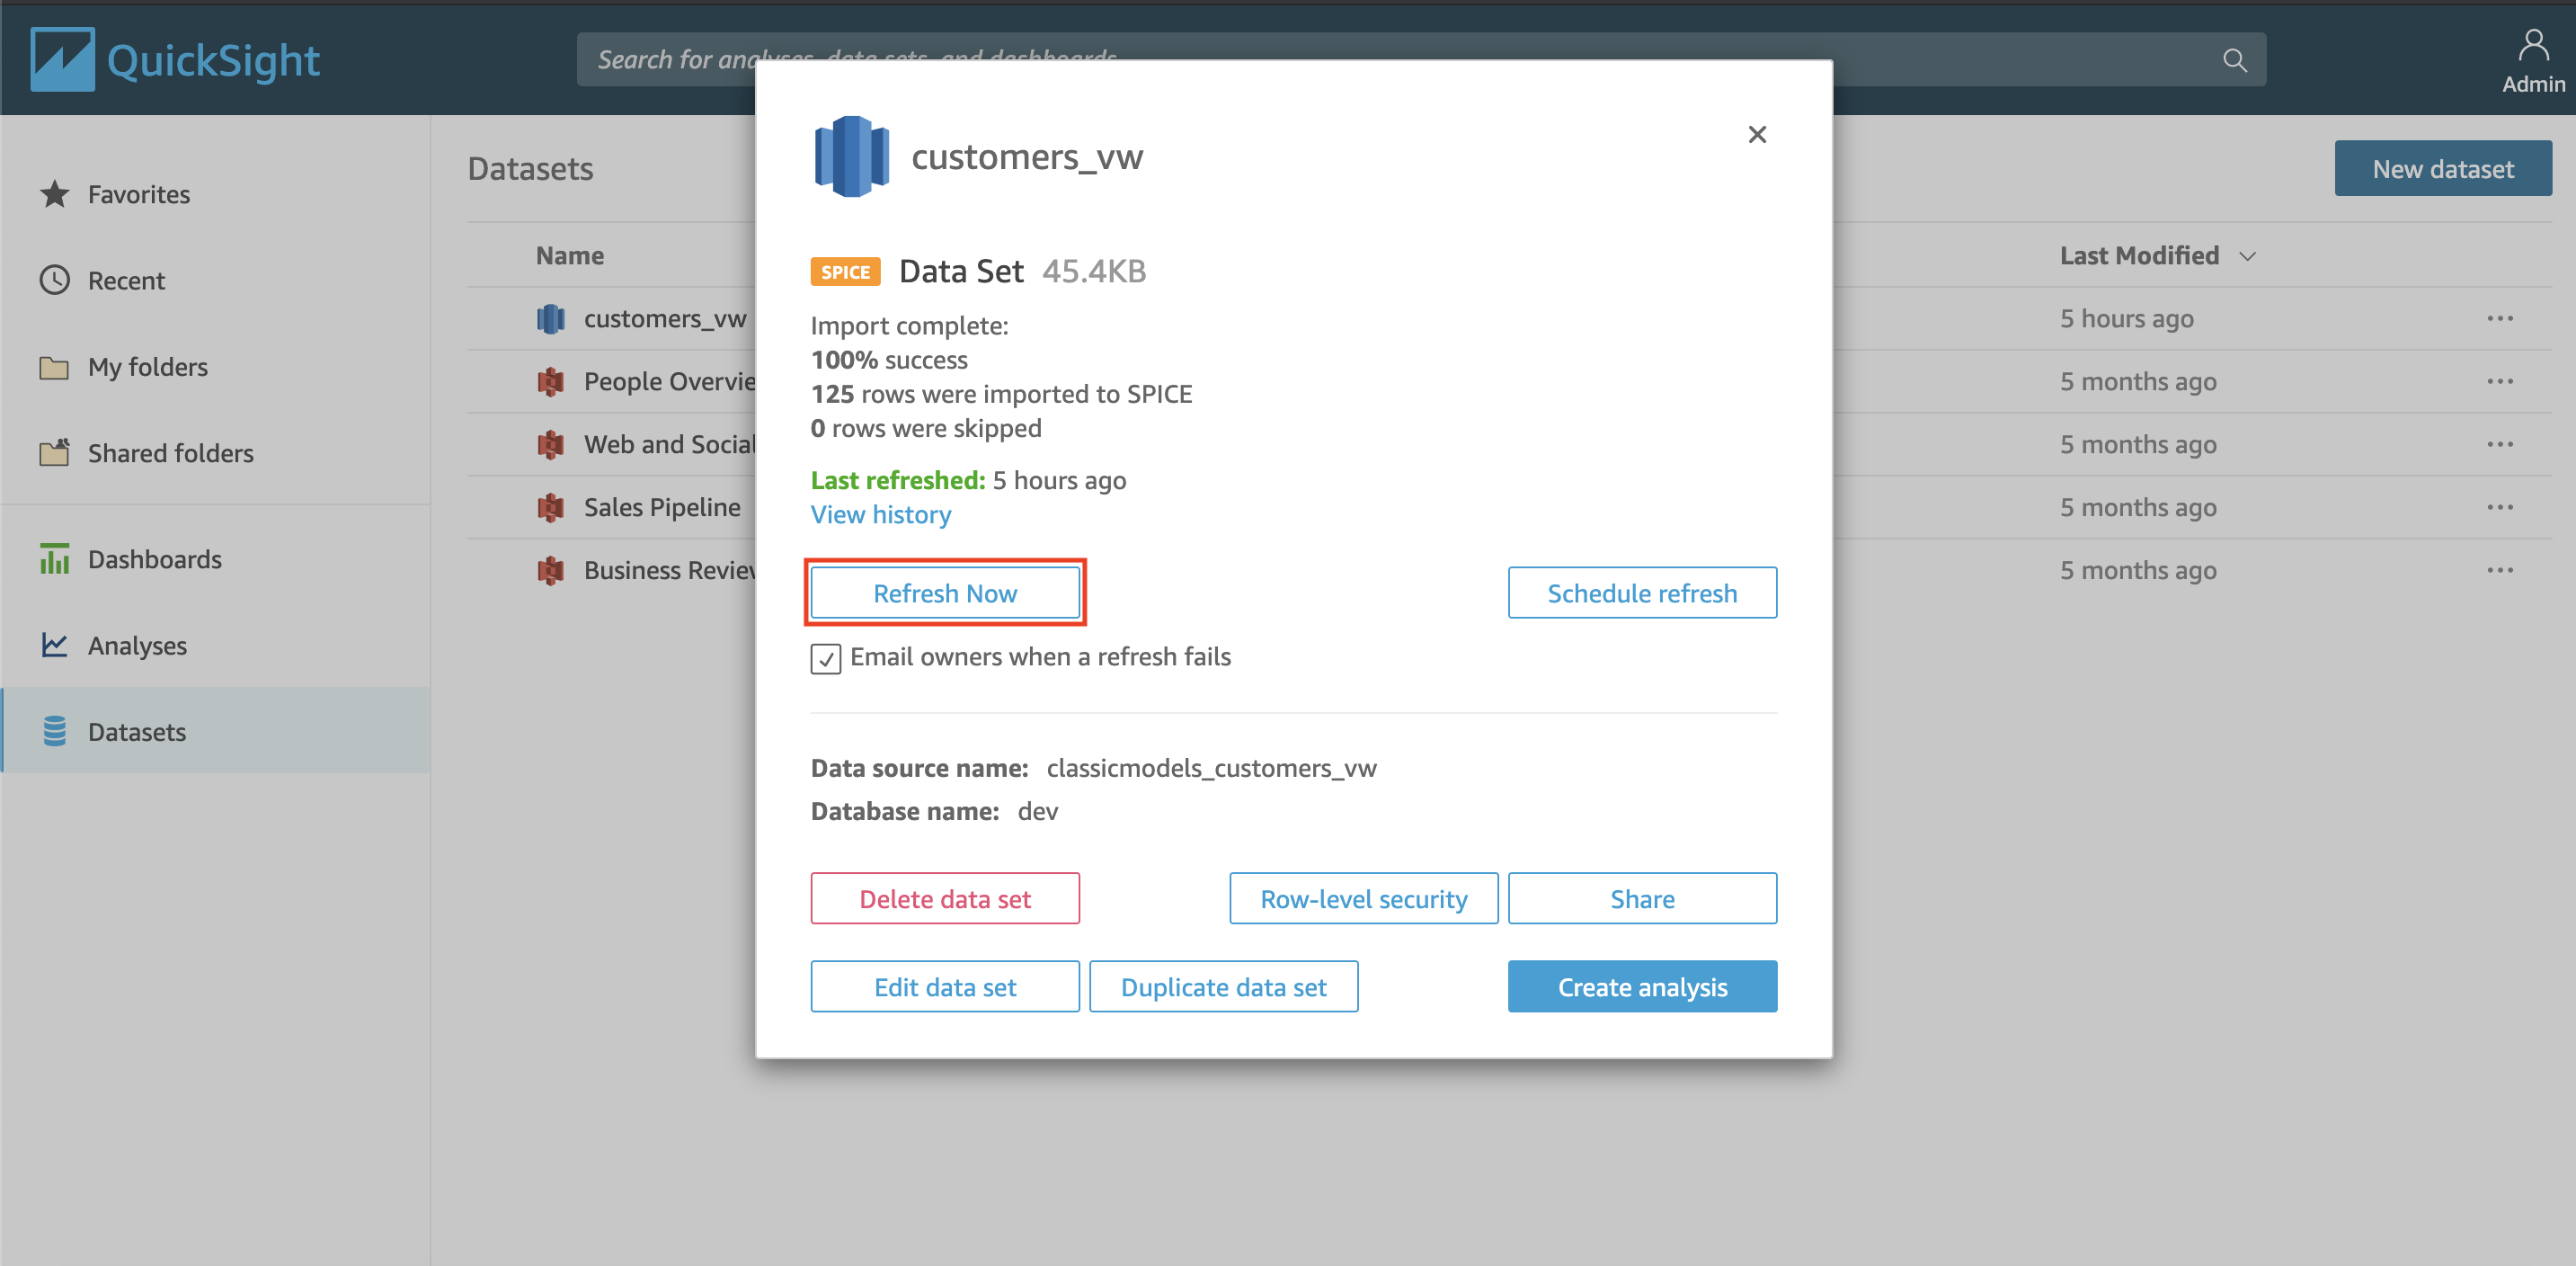 QuickSight
Search for analyses, data sets, and dashboards
Admin
Favorites
Recent
My folders
Shared folders
Dashboards
Analyses
Datasets
Datasets
New dataset
Name
Last Modified
customers_vw
5 hours ago
People Overvie
5 months ago
Web and Social
5 months ago
Sales Pipeline
5 months ago
Business Review
5 months ago
customers_vw
SPICE Data Set 45.4KB
Import complete:
100% success
125 rows were imported to SPICE
0 rows were skipped
Last refreshed: 5 hours ago
View history
Refresh Now
Schedule refresh
Email owners when a refresh fails
Data source name: classicmodels_customers_vw
Database name: dev
Delete data set
Row-level security
Share
Edit data set
Duplicate data set
Create analysis